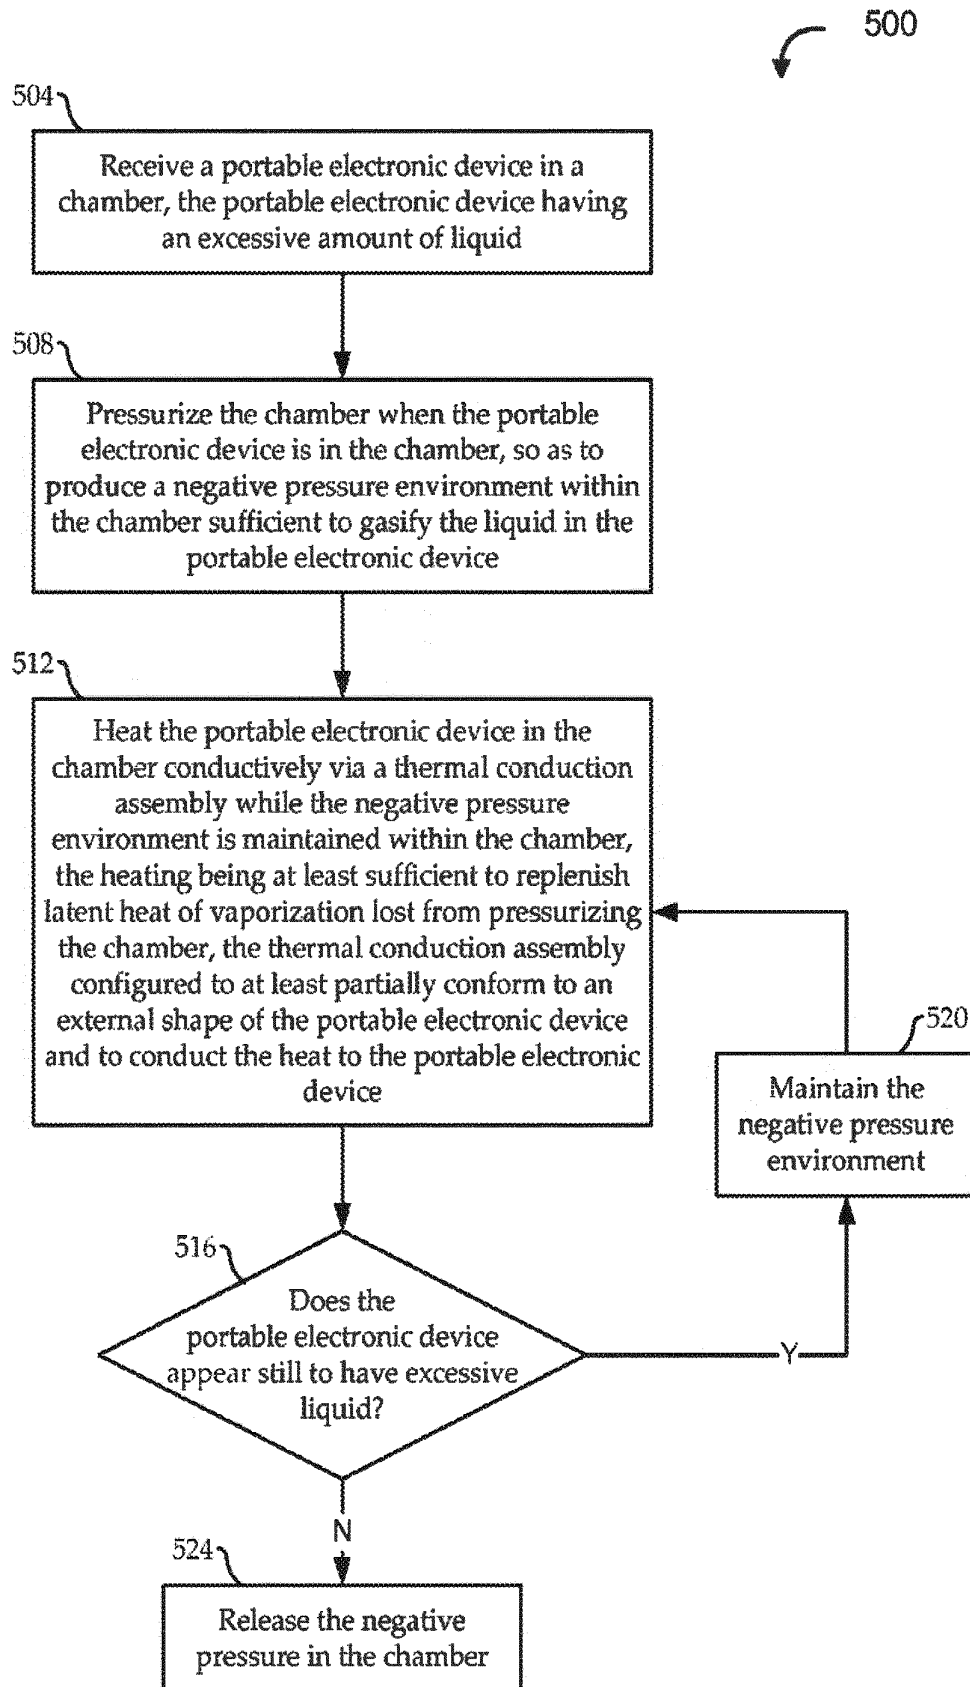 500
504
Receive a portable electronic device in a
chamber, the portable electronic device having
an excessive amount of liquid
508
Pressurize the chamber when the portable
electronic device is in the chamber, so as to
produce a negative pressure environment within
the chamber sufficient to gasify the liquid in the
portable electronic device
512
Heat the portable electronic device in the
chamber conductively via a thermal conduction
assembly while the negative pressure
environment is maintained within the chamber,
the heating being at least sufficient to replenish
latent heat of vaporization lost from pressurizing
the chamber, the thermal conduction assembly
configured to at least partially conform to an
external shape of the portable electronic device
and to conduct the heat to the portable electronic
device
520
Maintain the
negative pressure
environment
516
Does the
portable electronic device
appear still to have excessive
liquid?
Y
N
524
Release the negative
pressure in the chamber